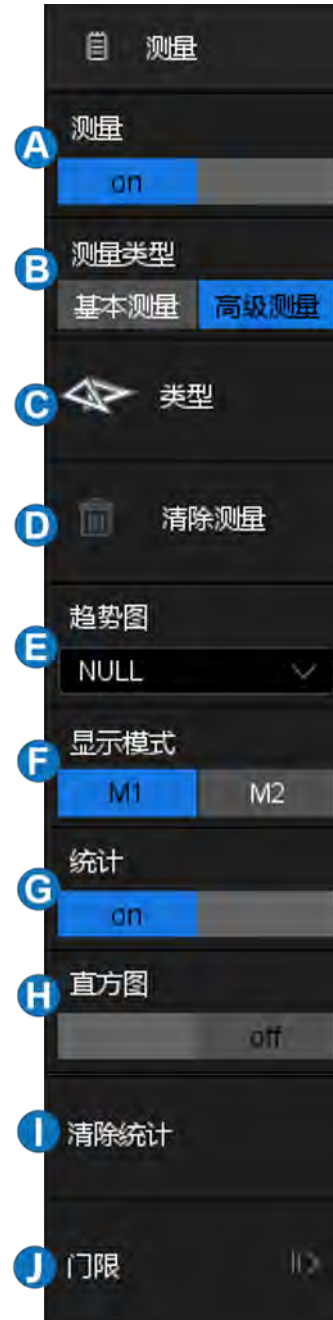 测量
A
测量
on
B
测量类型
基本测量 高级测量
C 类型
D 清除测量
趋势图
E
NULL
显示模式
F
M1 M2
统计
G
on
H 直方图
off
I 清除统计
J 门限